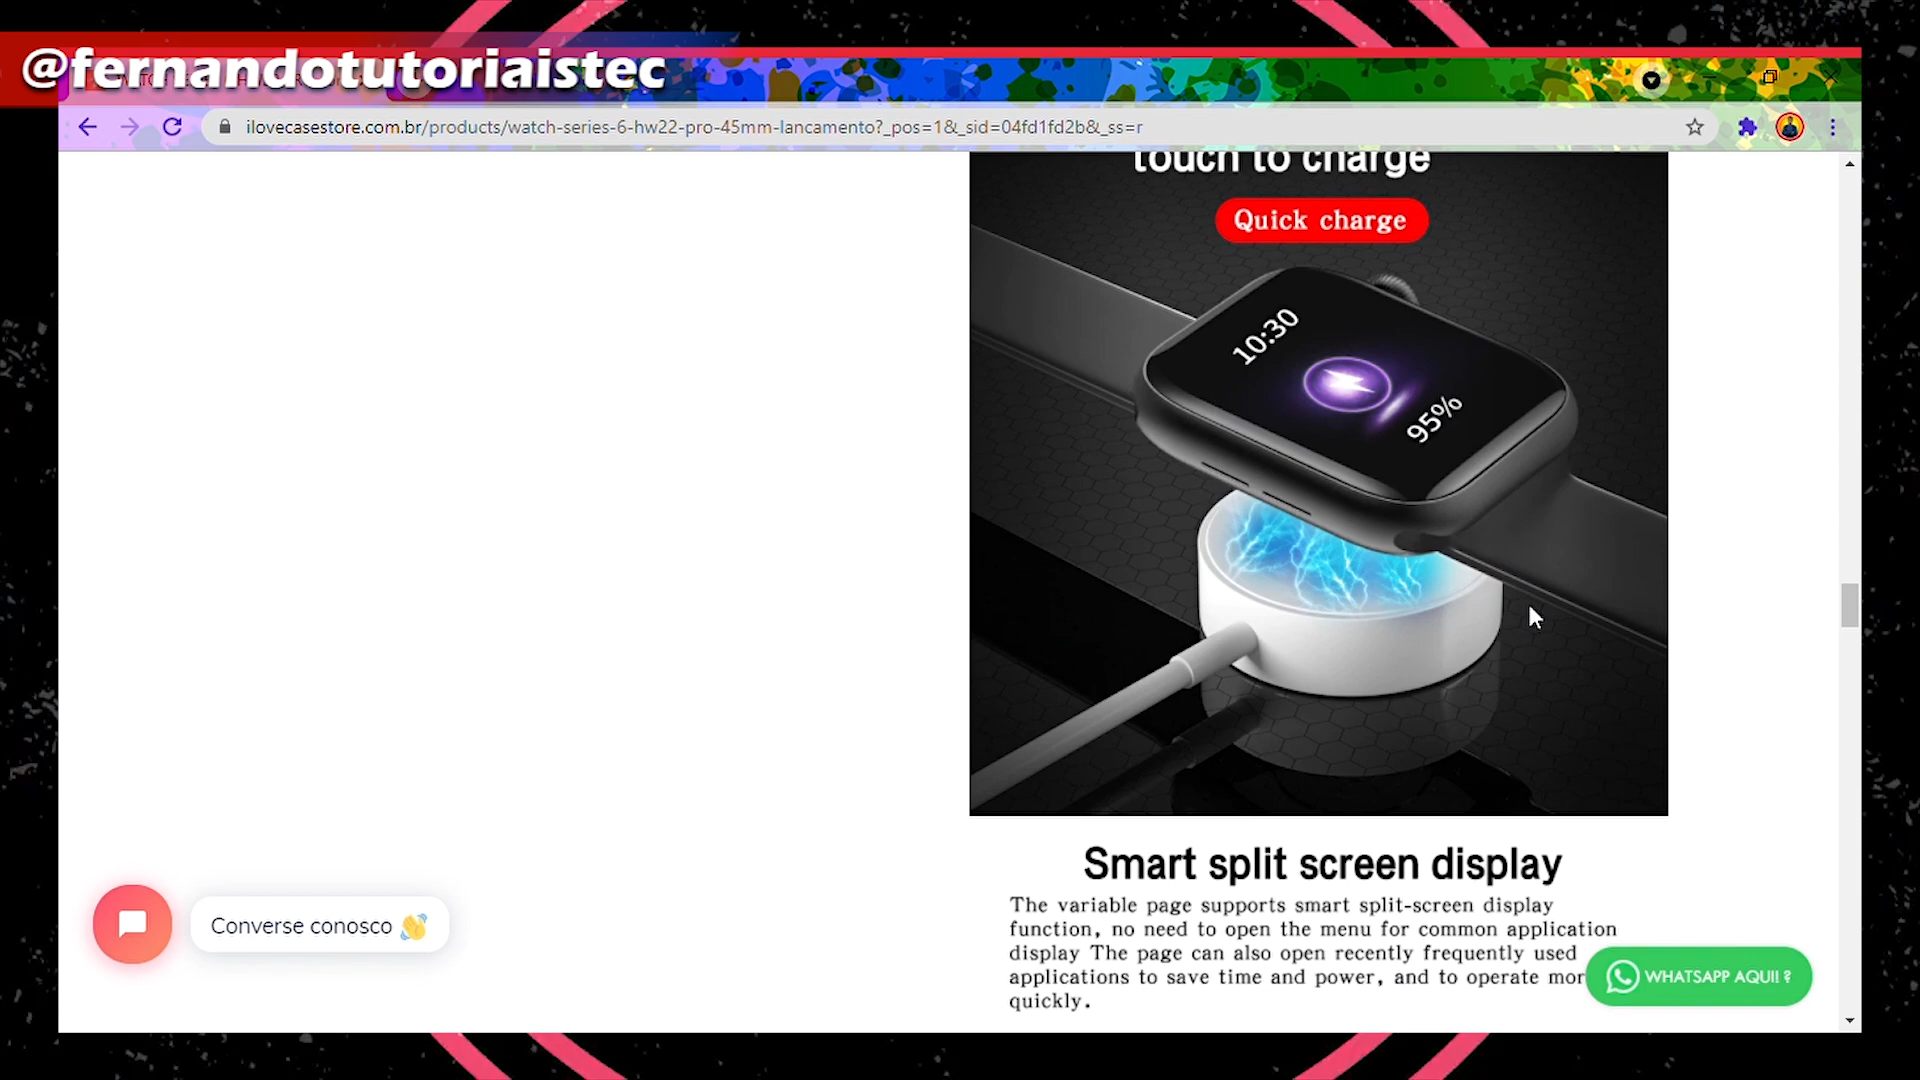 @fernandotutoriaistec
ilovecasestore.com.br/products/watch-series-6-hw22-pro-45mm-lancamento?_pos=1&_sid=04fd1fd2b&_ss=r
touch to charge
Quick charge
10:30
95%
Smart split screen display
The variable page supports smart split-screen display
function, no need to open the menu for common application
display The page can also open recently frequently used
applications to save time and power, and to operate mor
quickly.
Converse conosco
WHATSAPP AQUI! ?